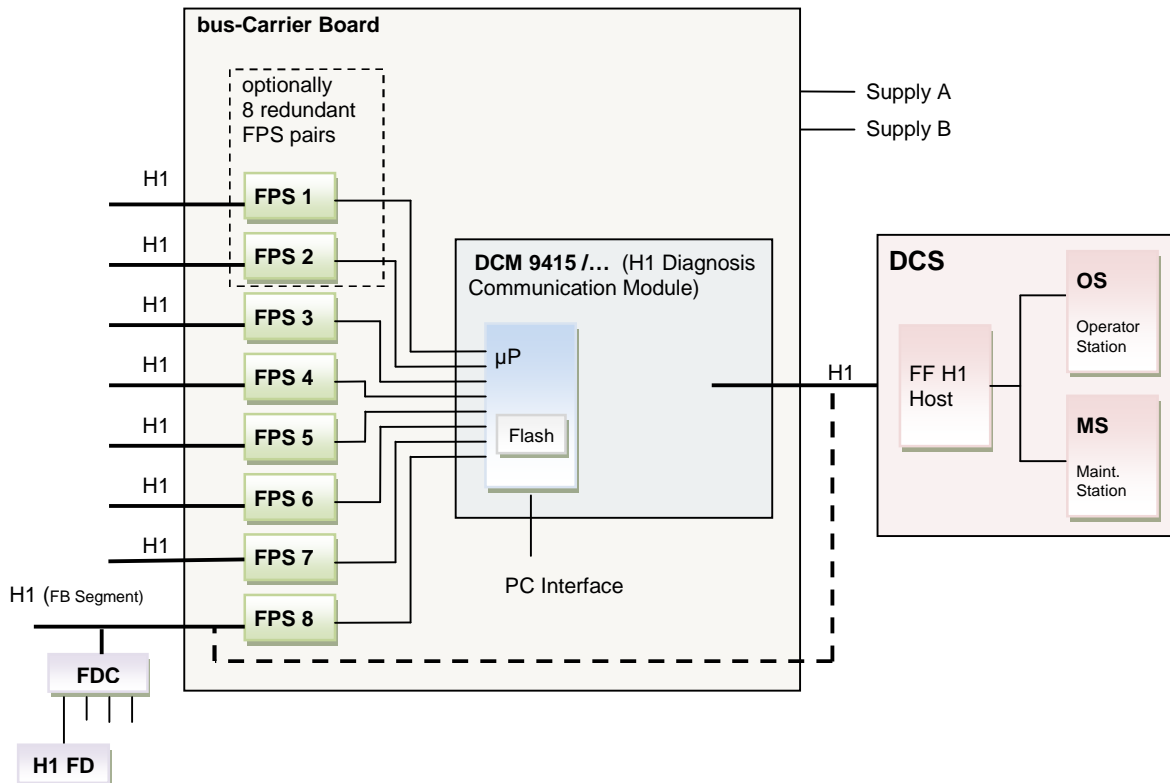 bus-Carrier Board
optionally
8 redundant
FPS pairs
Supply A
Supply B
H1
FPS 1
H1
FPS 2
H1
FPS 3
H1
FPS 4
H1
FPS 5
H1
FPS 6
H1
FPS 7
H1 (FB Segment)
FPS 8
DCM 9415 /… (H1 Diagnosis
Communication Module)
µP
Flash
PC Interface
H1
DCS
FF H1
Host
OS
Operator
Station
MS
Maint.
Station
FDC
H1 FD